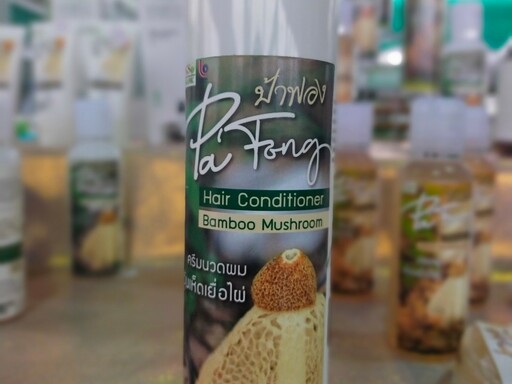 ป้าฟอง
Pa Fong
Hair Conditioner
Bamboo Mushroom
ครีมนวดผม
เห็ดเยื่อไผ่